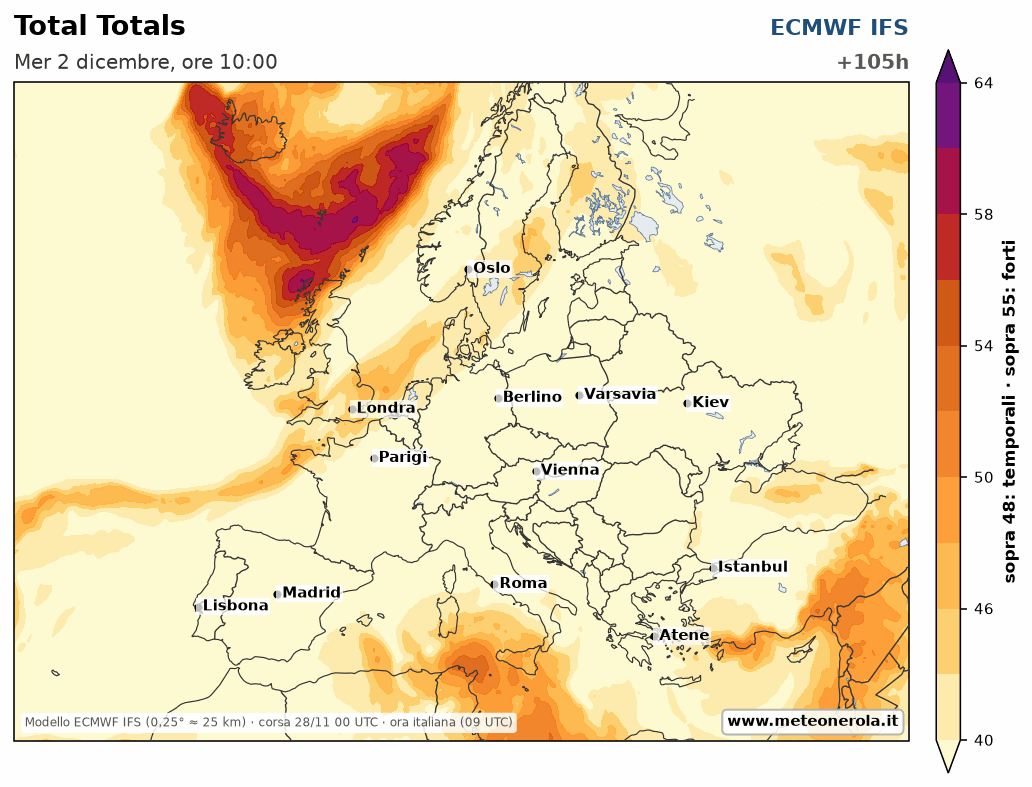 Total Totals
ECMWF IFS
Mer 2 dicembre, ore 10:00
+105h
64
58
54
50
46
40
sopra 48: temporali · sopra 55: forti
Oslo
Londra
Berlino
Varsavia
Kiev
Parigi
Vienna
Istanbul
Roma
Madrid
Lisbona
Atene
Modello ECMWF IFS (0,25° ≈ 25 km) · corsa 28/11 00 UTC · ora italiana (09 UTC)
www.meteonerola.it